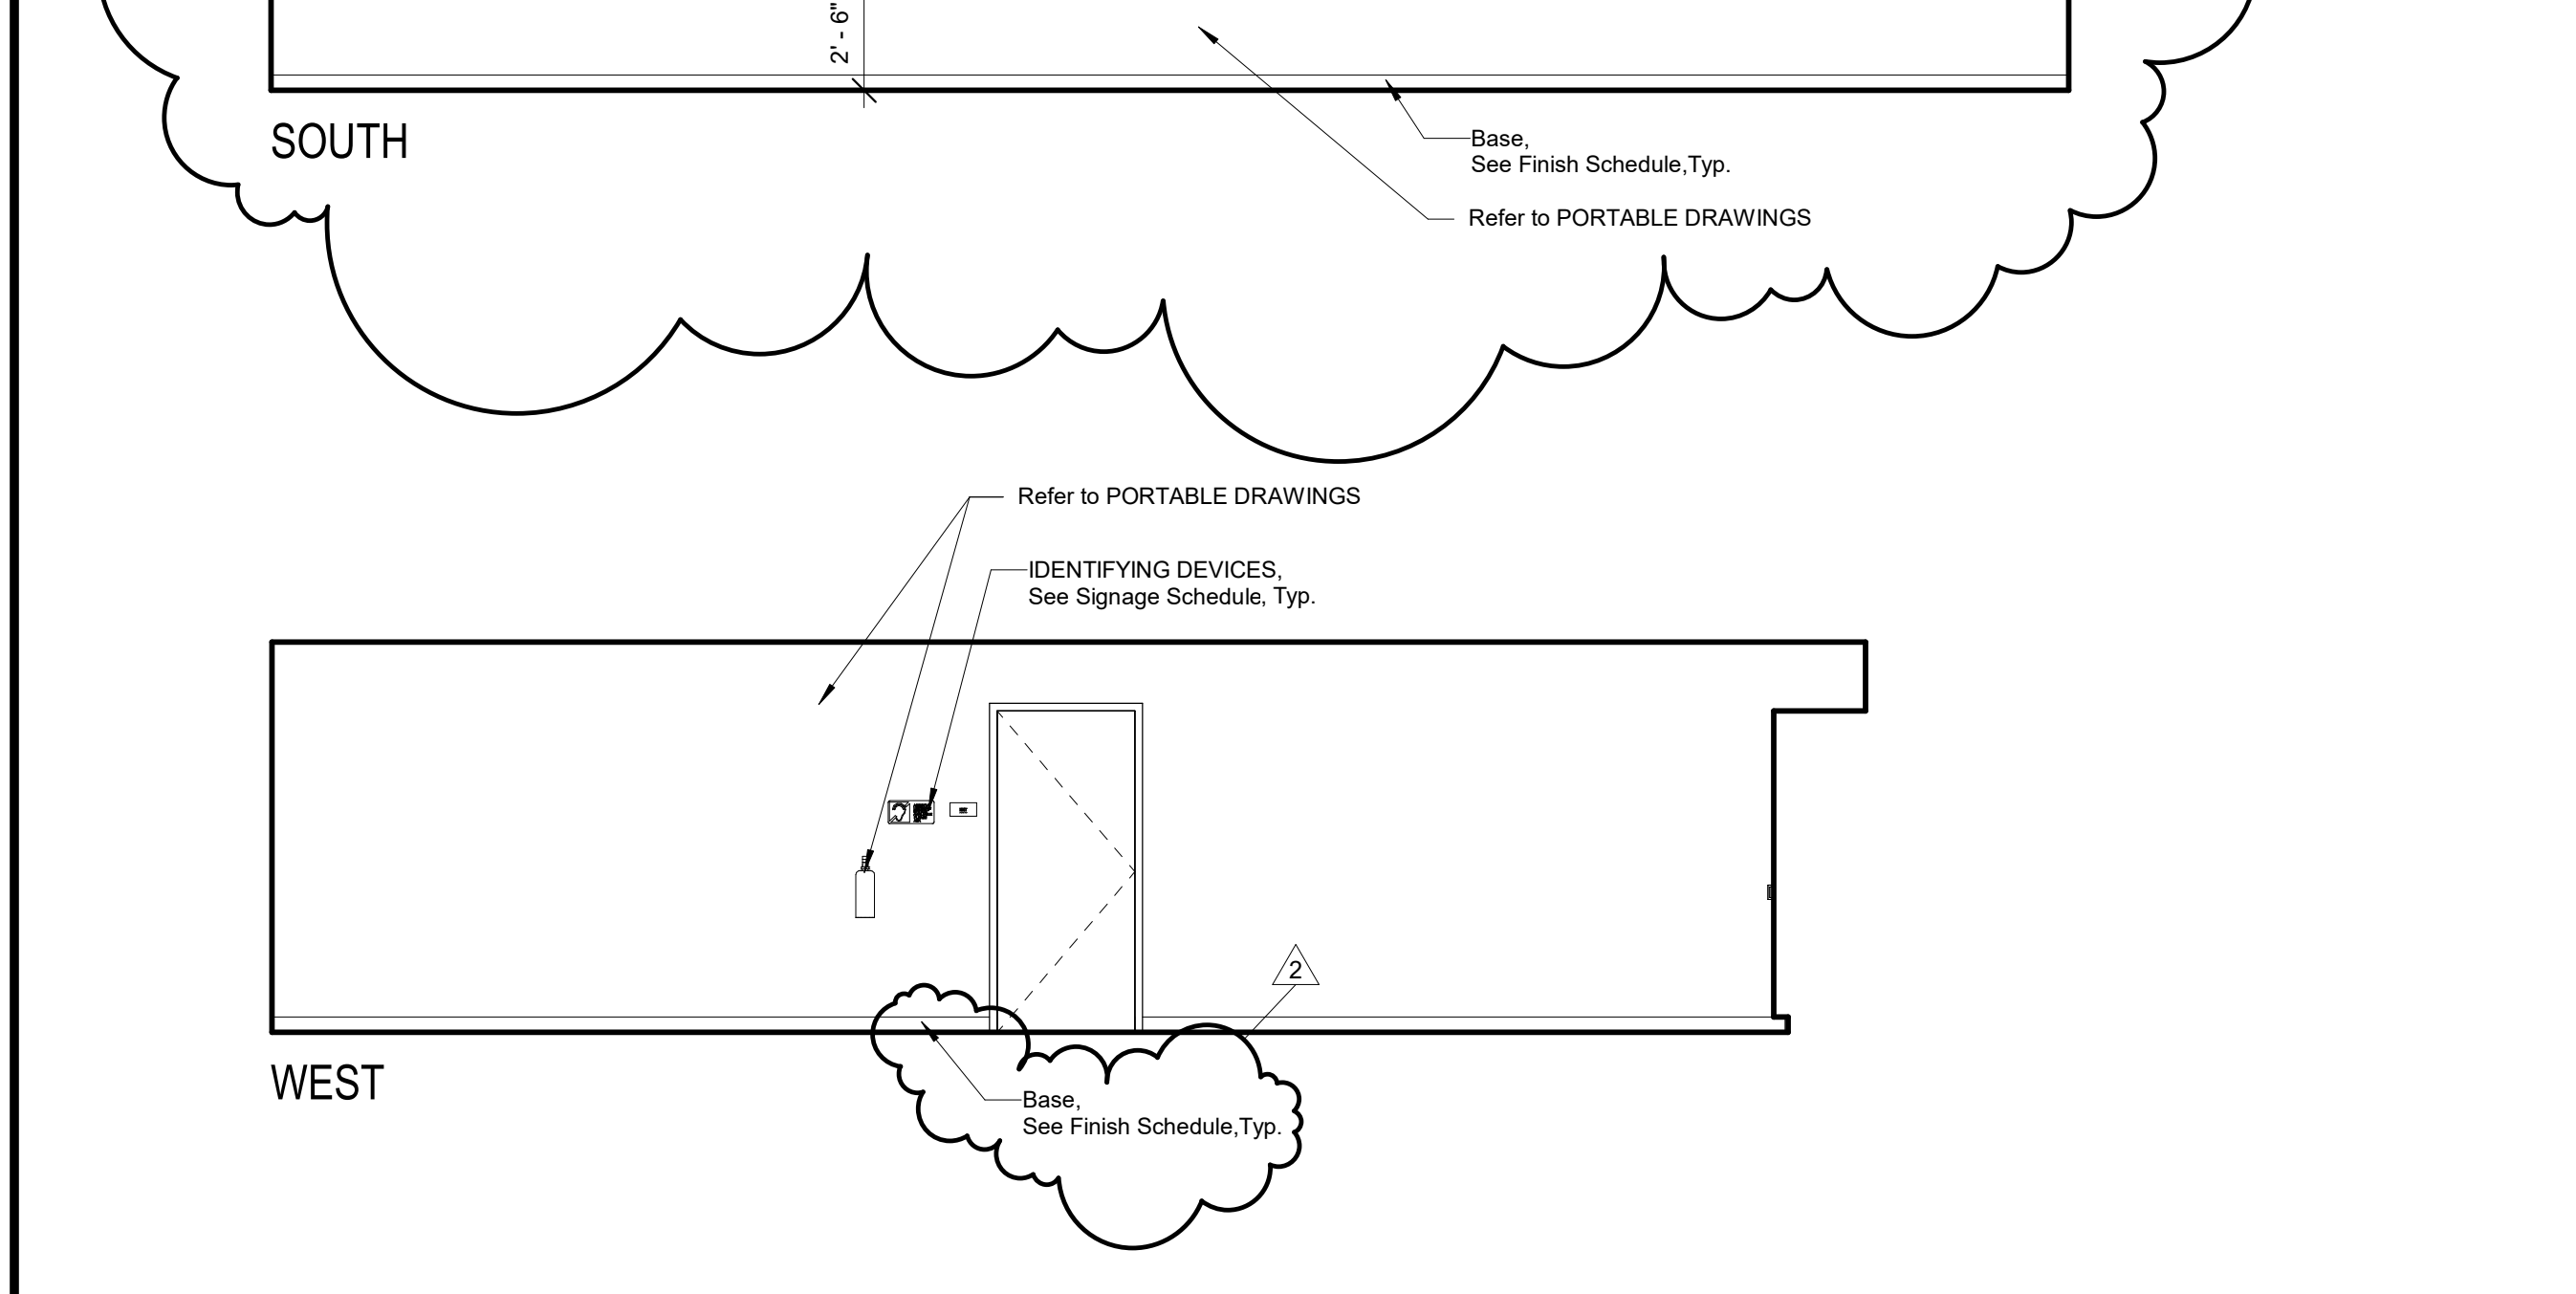 2' - 6"
SOUTH
Base,
See Finish Schedule,Typ.
Refer to PORTABLE DRAWINGS
Refer to PORTABLE DRAWINGS
IDENTIFYING DEVICES,
See Signage Schedule, Typ.
2
WEST
Base,
See Finish Schedule,Typ.